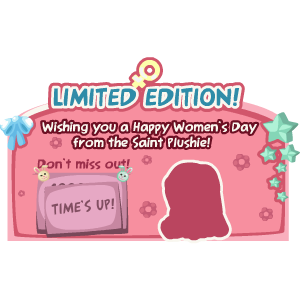 LIMITED EDITION!
Wishing you a Happy Women's Day
from the Saint Plushie!
Don't miss out!
TIME'S UP!